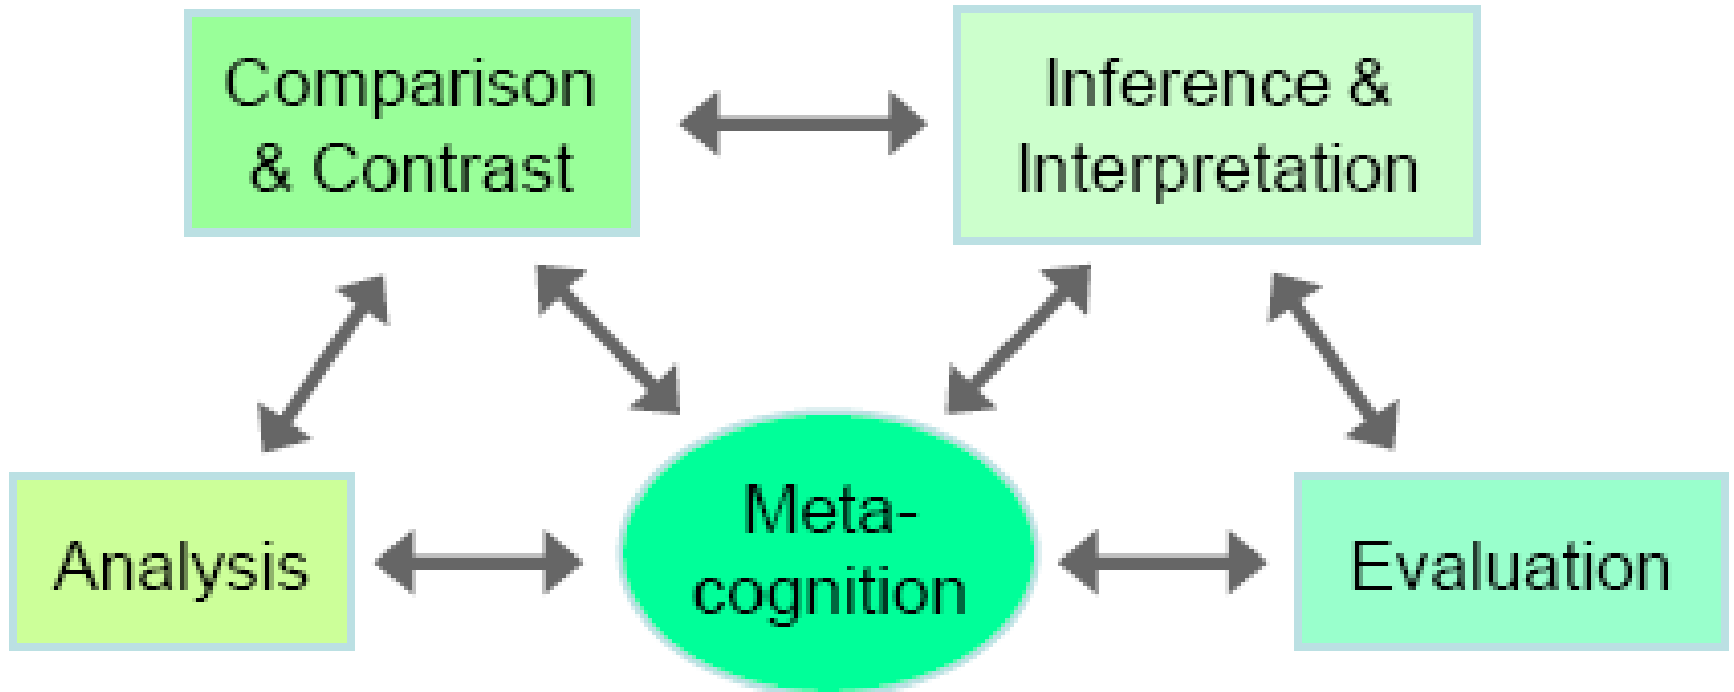 Comparison
& Contrast
Inference &
Interpretation
Analysis
Meta-
cognition
Evaluation